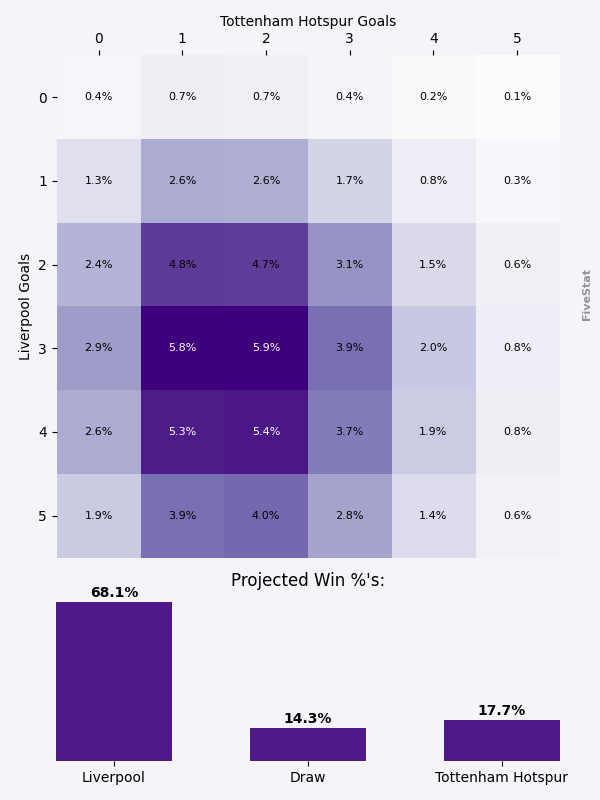 Tottenham Hotspur Goals
0 1 2 3 4 5
0 0.4% 0.7% 0.7% 0.4% 0.2% 0.1%
1 1.3% 2.6% 2.6% 1.7% 0.8% 0.3%
2 2.4% 4.8% 4.7% 3.1% 1.5% 0.6%
3 2.9% 5.8% 5.9% 3.9% 2.0% 0.8%
4 2.6% 5.3% 5.4% 3.7% 1.9% 0.8%
5 1.9% 3.9% 4.0% 2.8% 1.4% 0.6%
Liverpool Goals
FiveStat
Projected Win %'s:
68.1% 14.3% 17.7%
Liverpool Draw Tottenham Hotspur